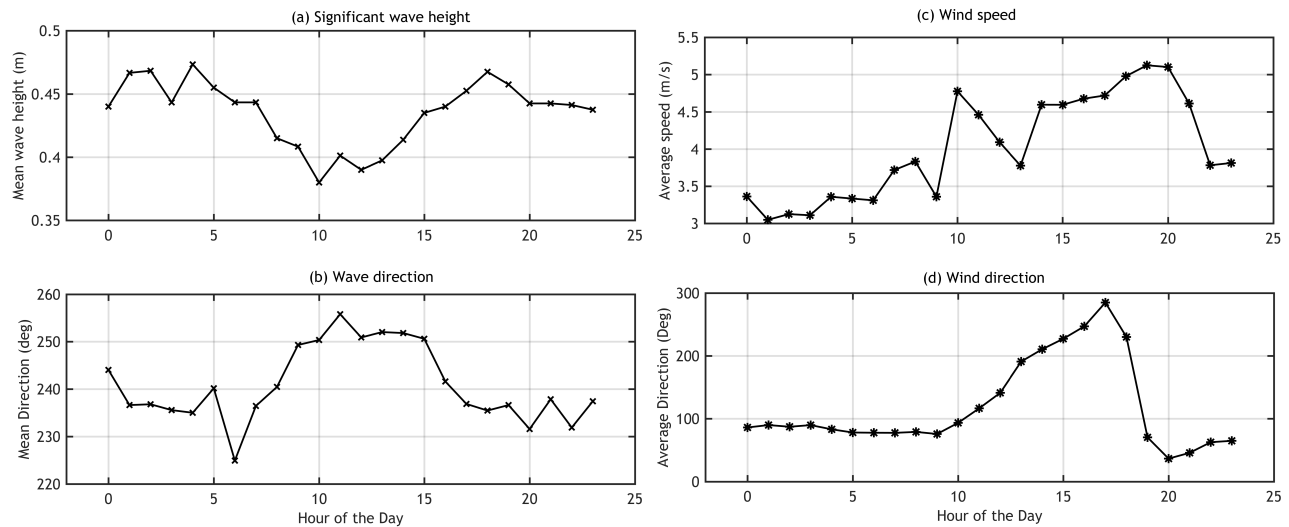 (a) Significant wave height
Mean wave height (m)
0.5
0.45
0.4
0.35
0 5 10 15 20 25
(c) Wind speed
Average speed (m/s)
5.5
5
4.5
4
3.5
3
0 5 10 15 20 25
(b) Wave direction
Mean Direction (deg)
260
250
240
230
220
0 5 10 15 20 25
Hour of the Day
(d) Wind direction
Average Direction (Deg)
300
200
100
0
0 5 10 15 20 25
Hour of the Day